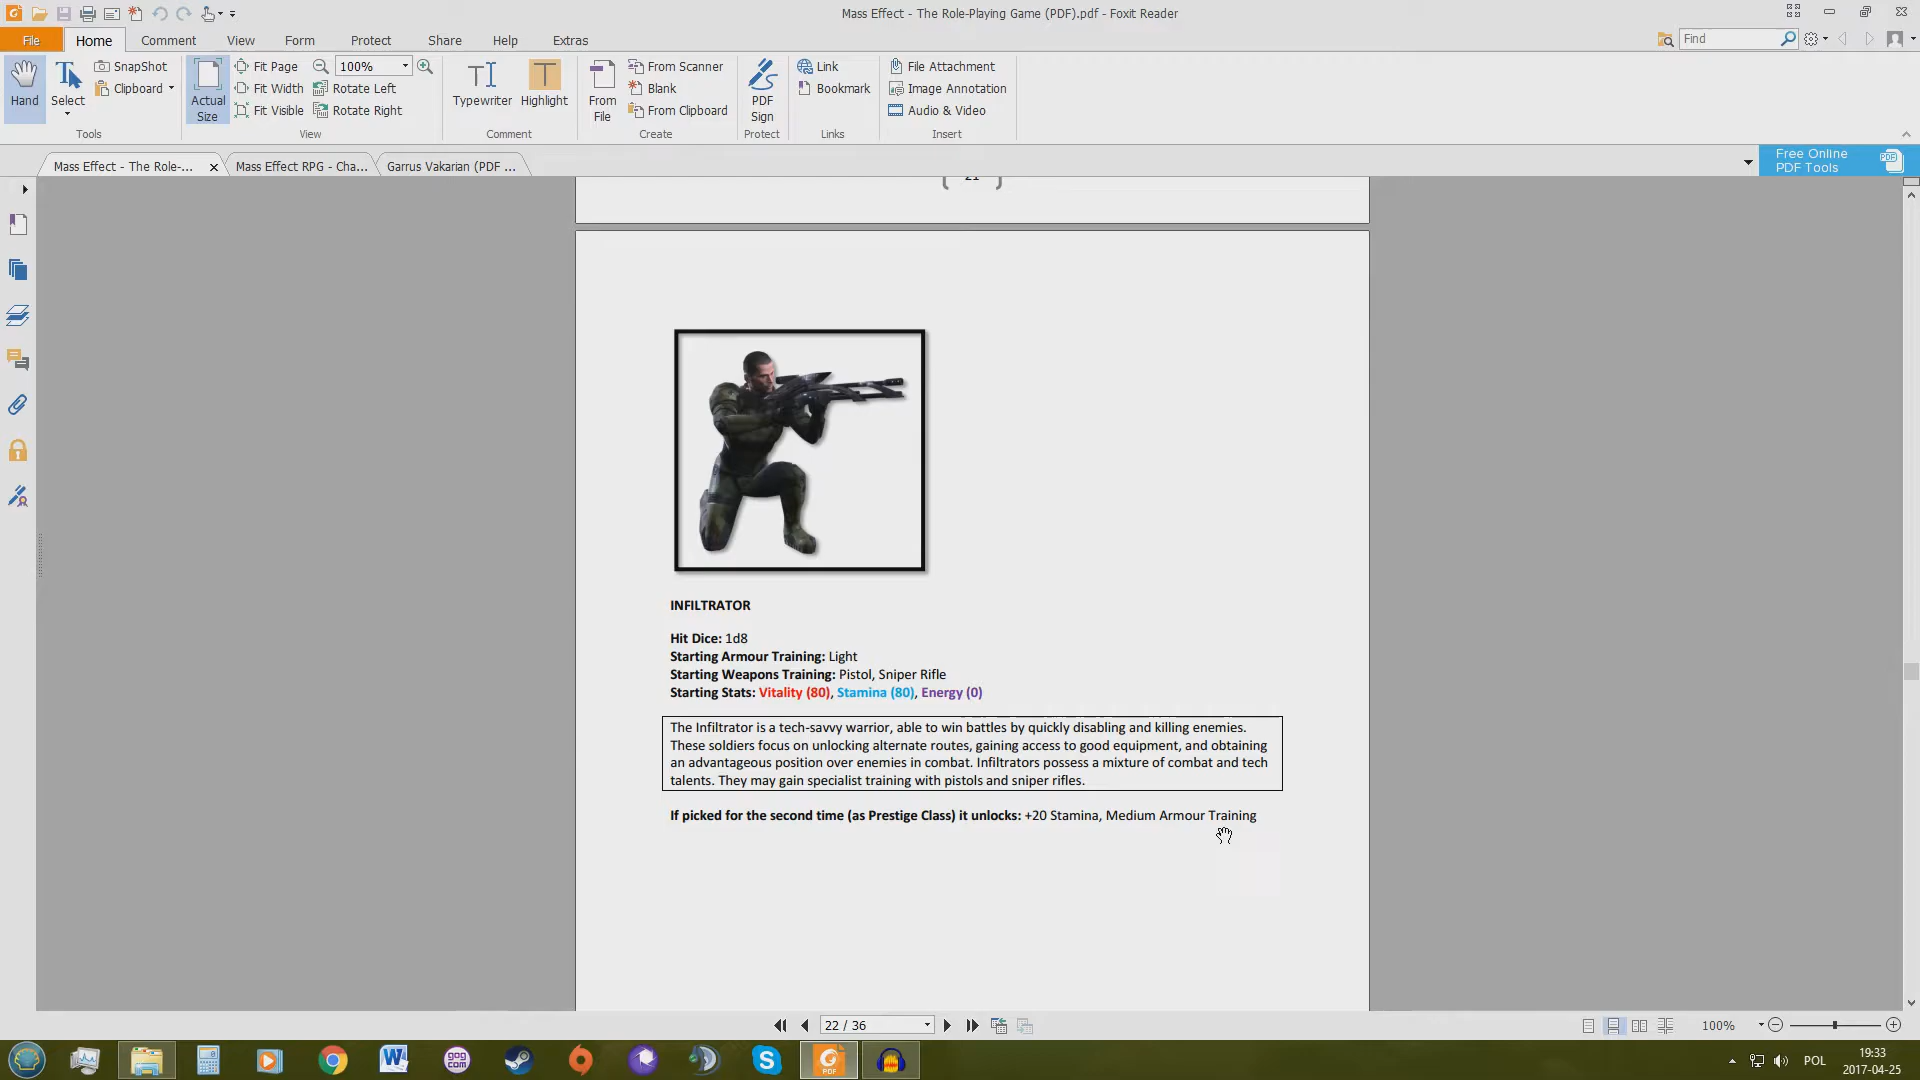 Mass Effect - The Role-Playing Game (PDF).pdf - Foxit Reader
File Home Comment View Form Protect Share Help Extras
Find
Hand
Select
SnapShot
Clipboard
Tools
Actual
Size
Fit Page
Fit Width
Fit Visible
100%
Rotate Left
Rotate Right
View
Typewriter
Highlight
Comment
From
File
From Scanner
Blank
From Clipboard
Create
PDF
Sign
Protect
Link
Bookmark
Links
File Attachment
Image Annotation
Audio & Video
Insert
Mass Effect - The Role-...
Mass Effect RPG - Cha...
Garrus Vakarian (PDF ...
Free Online
PDF Tools
21
INFILTRATOR
Hit Dice: 1d8
Starting Armour Training: Light
Starting Weapons Training: Pistol, Sniper Rifle
Starting Stats: Vitality (80), Stamina (80), Energy (0)
The Infiltrator is a tech-savvy warrior, able to win battles by quickly disabling and killing enemies.
These soldiers focus on unlocking alternate routes, gaining access to good equipment, and obtaining
an advantageous position over enemies in combat. Infiltrators possess a mixture of combat and tech
talents. They may gain specialist training with pistols and sniper rifles.
If picked for the second time (as Prestige Class) it unlocks: +20 Stamina, Medium Armour Training
22 / 36
100%
POL
19:33
2017-04-25